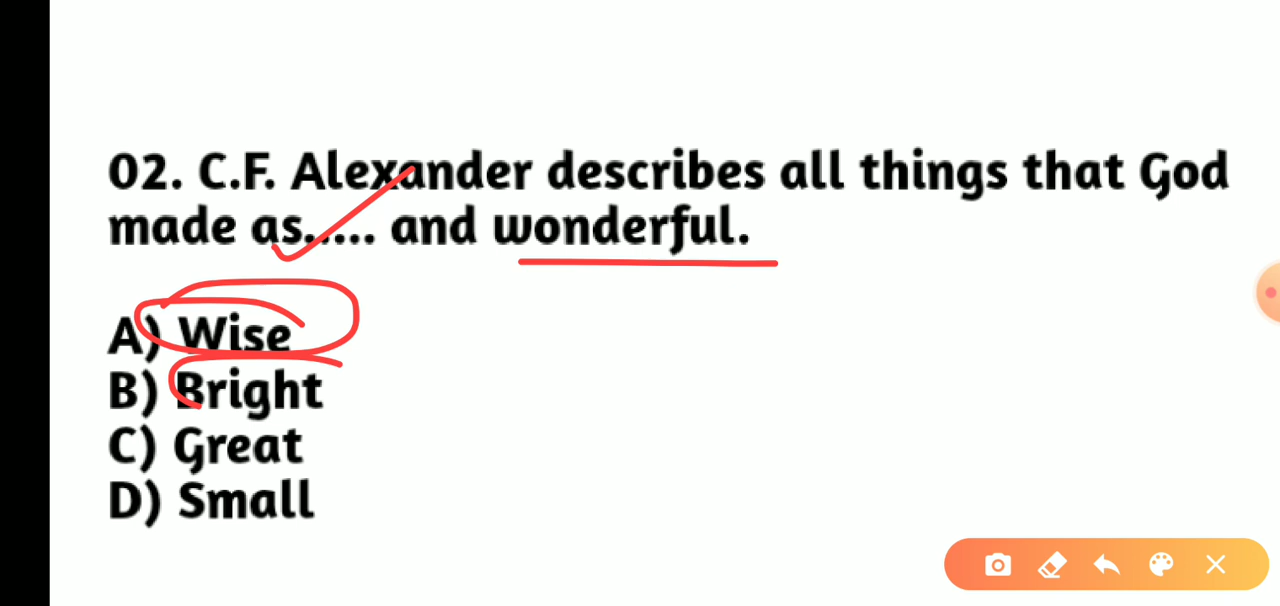 02. C.F. Alexander describes all things that God
made as..... and wonderful.
A) Wise
B) Bright
C) Great
D) Small